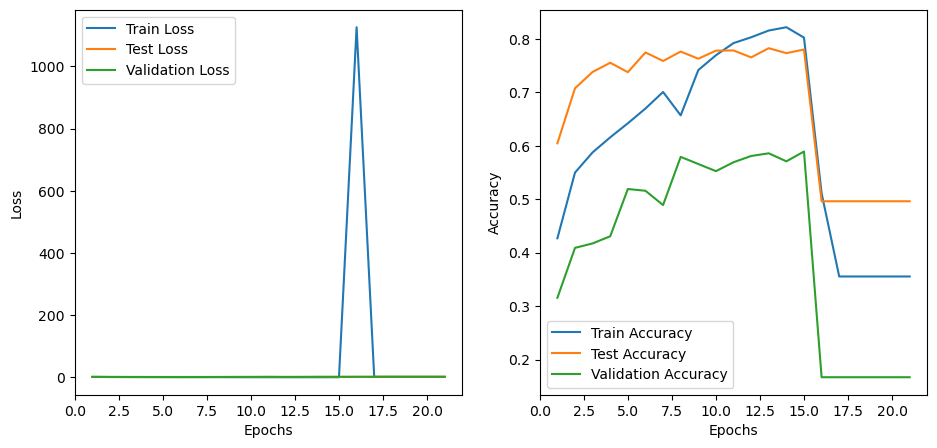 Train Loss
Test Loss
Validation Loss
1000
800
600
400
200
0
0.0 2.5 5.0 7.5 10.0 12.5 15.0 17.5 20.0
Epochs
Loss
0.8
0.7
0.6
0.5
0.4
0.3
0.2
Train Accuracy
Test Accuracy
Validation Accuracy
0.0 2.5 5.0 7.5 10.0 12.5 15.0 17.5 20.0
Epochs
Accuracy